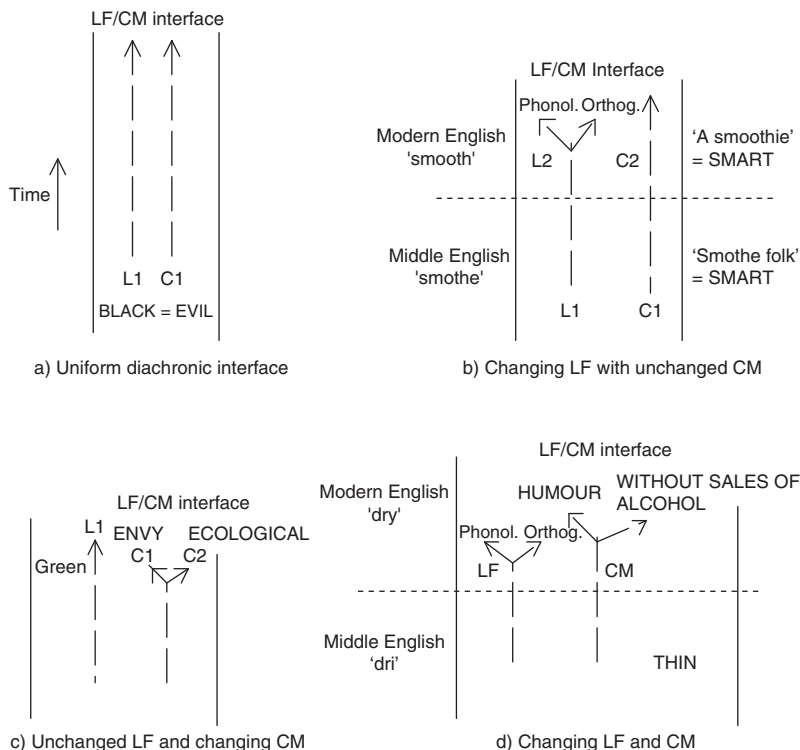 LF/CM interface
Time
L1 C1
BLACK = EVIL
a) Uniform diachronic interface
LF/CM Interface
Phonol. Orthog.
Modern English
'smooth'
L2 C2
'A smoothie'
= SMART
Middle English
'smothe'
'Smothe folk'
= SMART
L1 C1
b) Changing LF with unchanged CM
LF/CM interface
L1 ENVY ECOLOGICAL
C1 C2
Green
c) Unchanged LF and changing CM
LF/CM interface
Modern English
'dry'
HUMOUR
WITHOUT SALES OF
ALCOHOL
Phonol. Orthog.
LF CM
Middle English
'dri'
THIN
d) Changing LF and CM